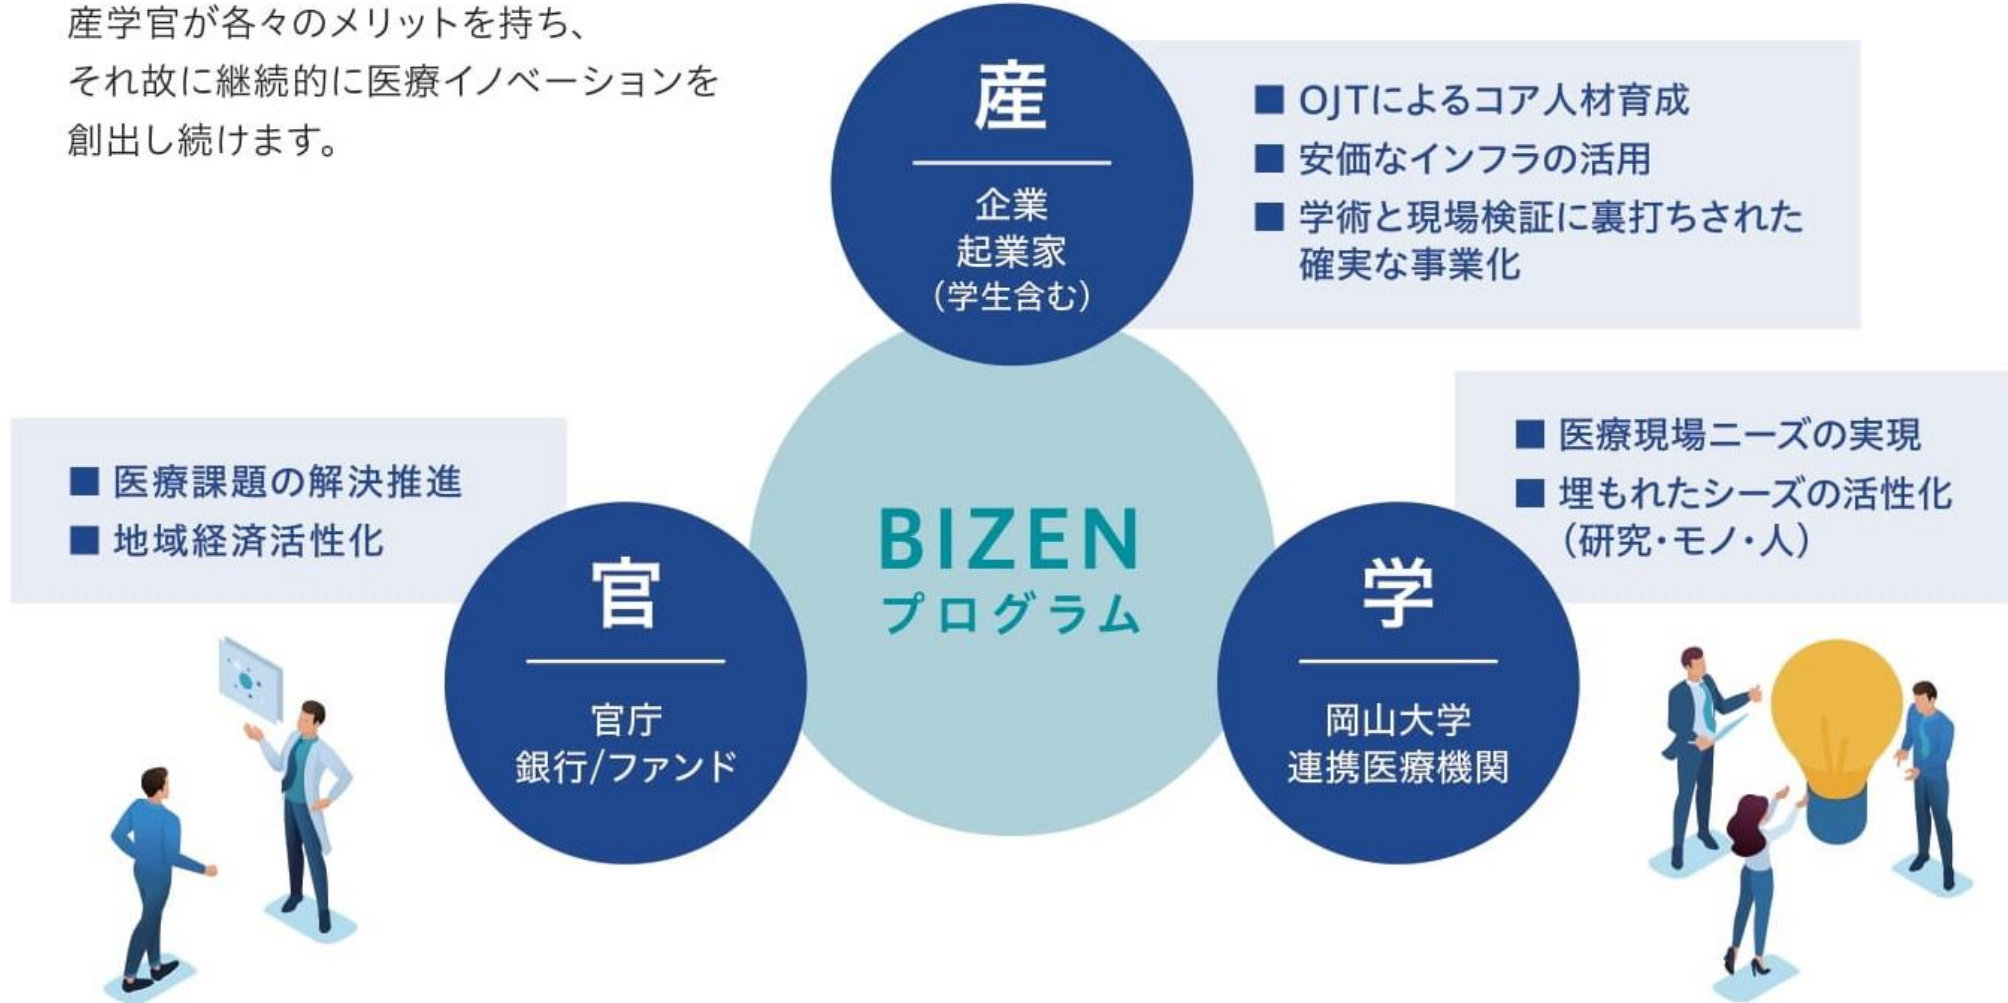 産学官が各々のメリットを持ち、
それ故に継続的に医療イノベーションを
創出し続けます。
産
企業
起業家
（学生含む）
■ OJTによるコア人材育成
■ 安価なインフラの活用
■ 学術と現場検証に裏打ちされた
確実な事業化
■ 医療課題の解決推進
■ 地域経済活性化
官
官庁
銀行/ファンド
BIZEN
プログラム
■ 医療現場ニーズの実現
■ 埋もれたシーズの活性化
（研究・モノ・人）
学
岡山大学
連携医療機関